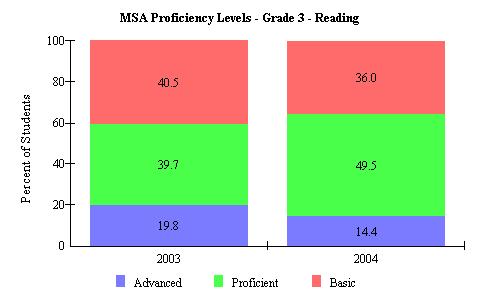 MSA Proficiency Levels - Grade 3 - Reading
100
80
60
40
20
0
Percent of Students
40.5
36.0
39.7
49.5
19.8
14.4
2003
2004
Advanced
Proficient
Basic